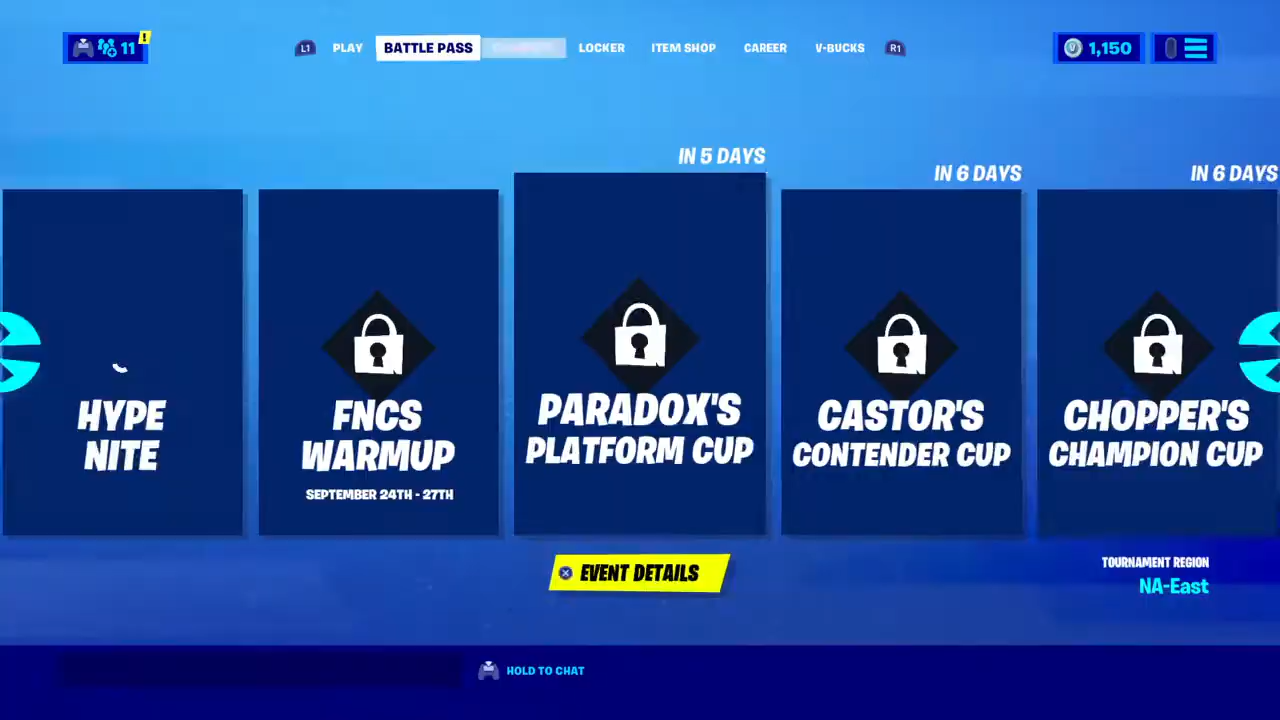 11
!
L1
PLAY
BATTLE PASS
LOCKER
ITEM SHOP
CAREER
V-BUCKS
R1
1,150
IN 5 DAYS
IN 6 DAYS
IN 6 DAYS
HYPE
NITE
FNCS
WARMUP
SEPTEMBER 24TH - 27TH
PARADOX'S
PLATFORM CUP
CASTOR'S
CONTENDER CUP
CHOPPER'S
CHAMPION CUP
EVENT DETAILS
TOURNAMENT REGION
NA-East
HOLD TO CHAT